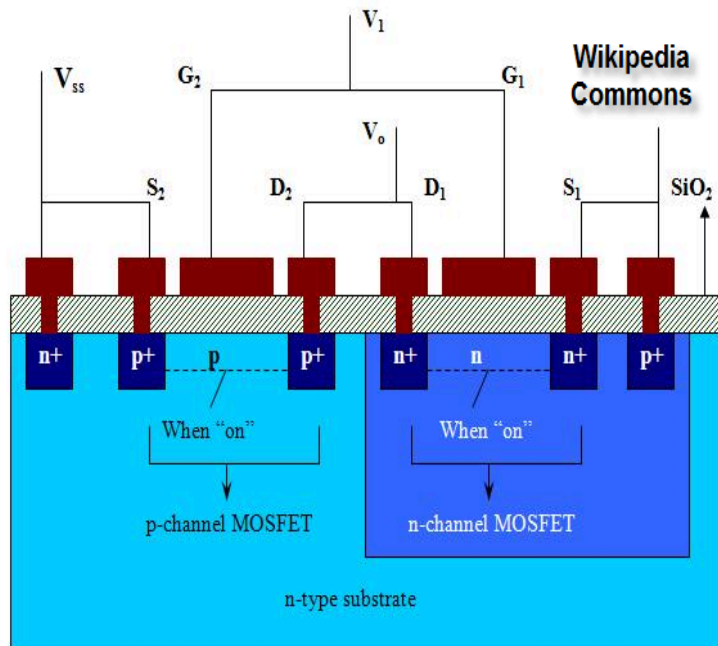 V1
Wikipedia
Commons
Vss
G2
G1
Vo
S2
D2
D1
S1
SiO2
n+
p+
p
p+
n+
n
n+
p+
When “on”
When “on”
p-channel MOSFET
n-channel MOSFET
n-type substrate